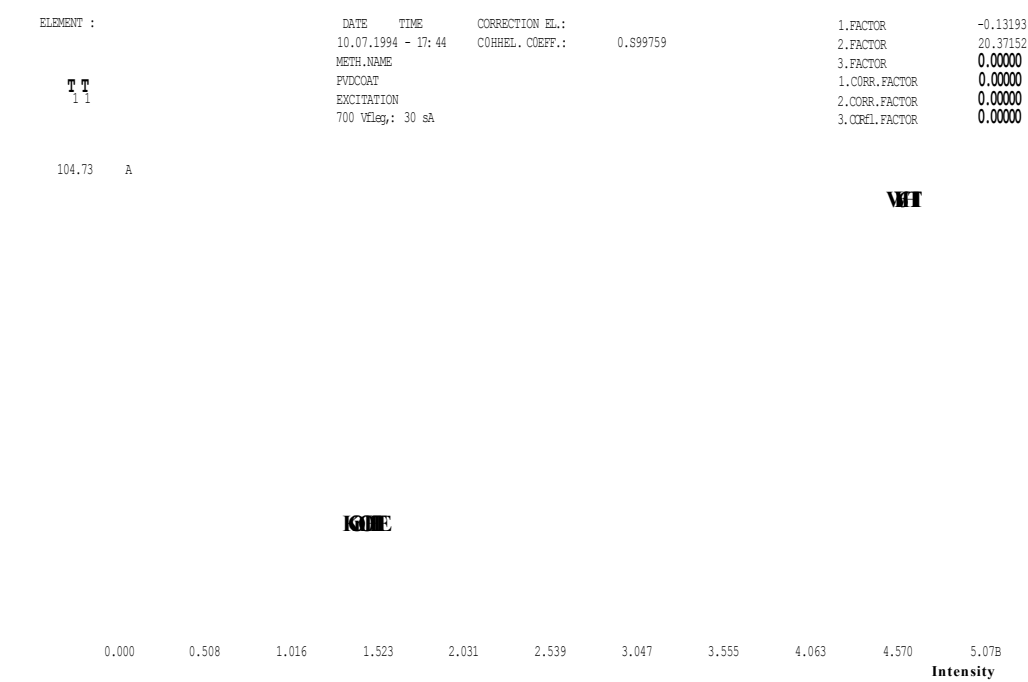 ELEMENT : DATE TIME CORRECTION EL.: 1.FACTOR -0.13193
10.07.1994 - 17:44 C0HHEL. C0EFF.: 0.S99759 2.FACTOR 20.37152
METH.NAME 3.FACTOR 0.00000
T T PVDCOAT 1.C0RR.FACTOR 0.00000
1 1 EXCITATION 2.CORR.FACTOR 0.00000
700 Vfleg,: 30 sA 3.CORfl.FACTOR 0.00000
104.73 A
0.000 0.508 1.016 1.523 2.031 2.539 3.047 3.555 4.063 4.570 5.07B
Intensity